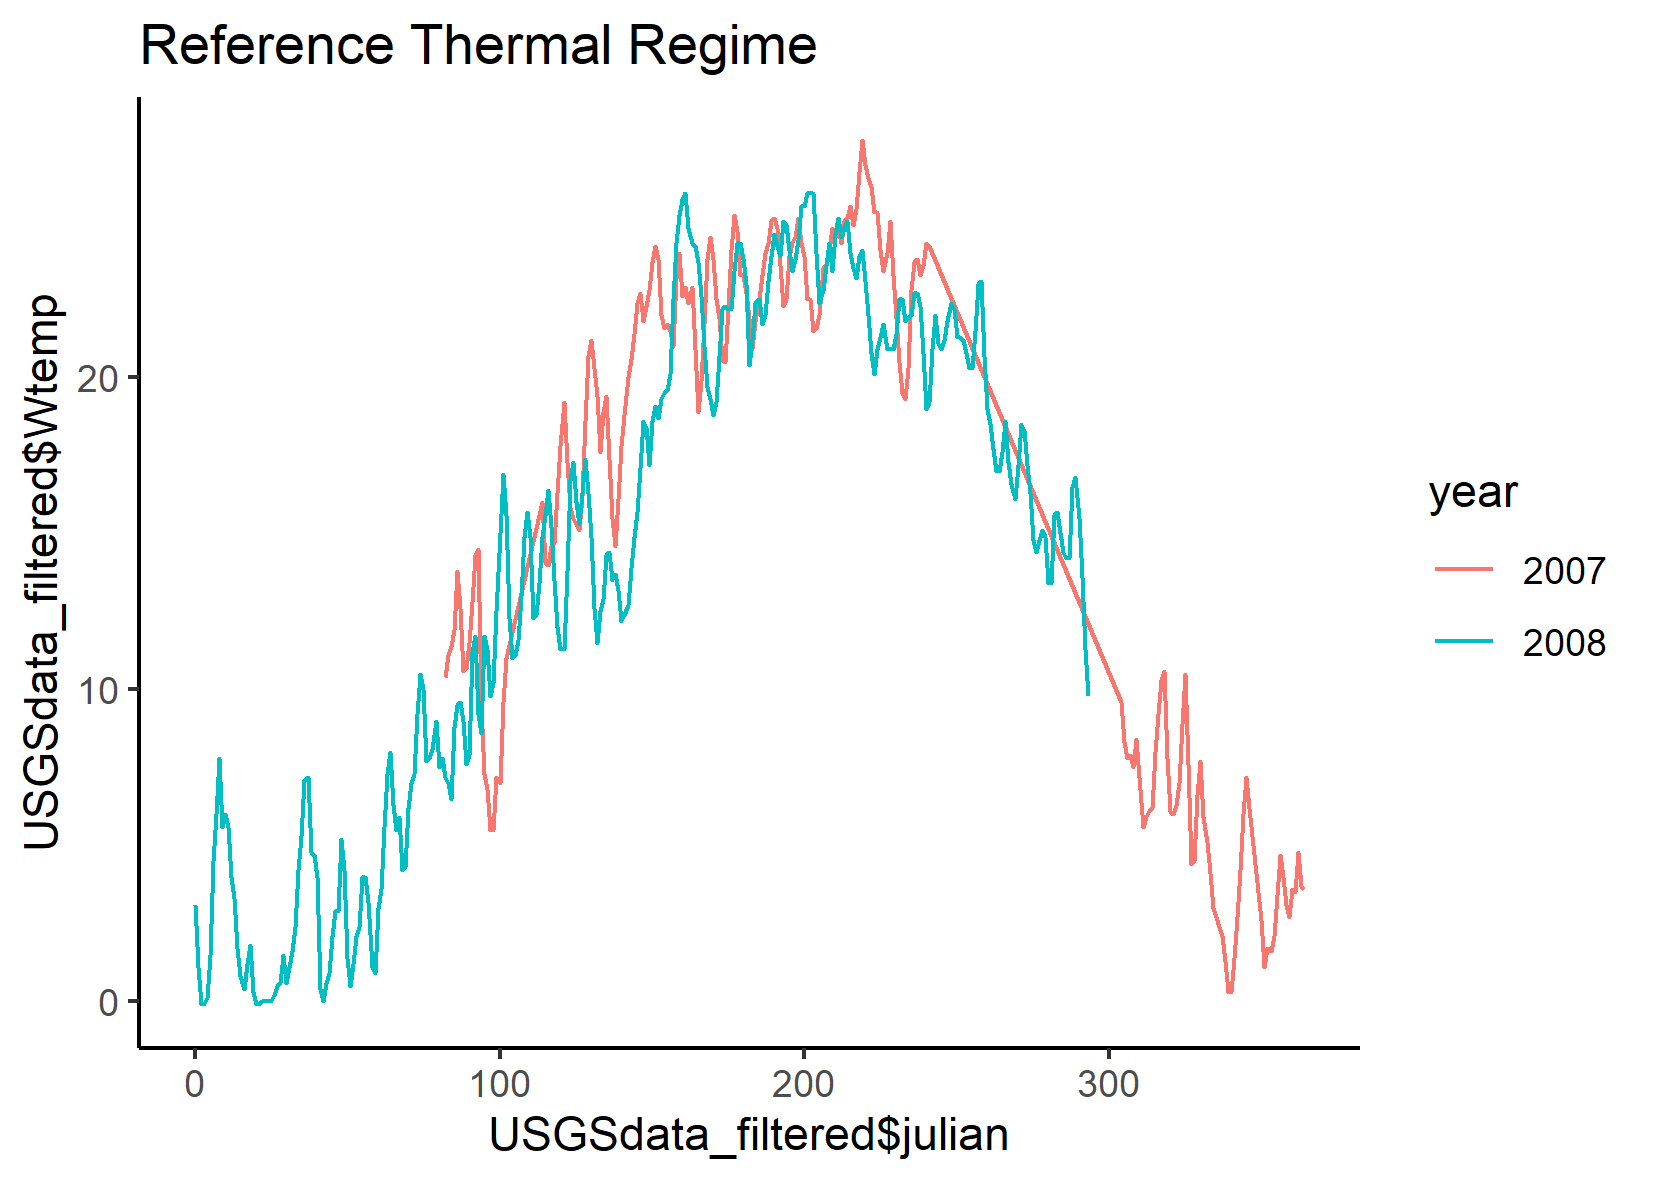 Reference Thermal Regime
USGSdata_filtered$Wtemp
20
10
0
0 100 200 300
USGSdata_filtered$julian
year
2007
2008